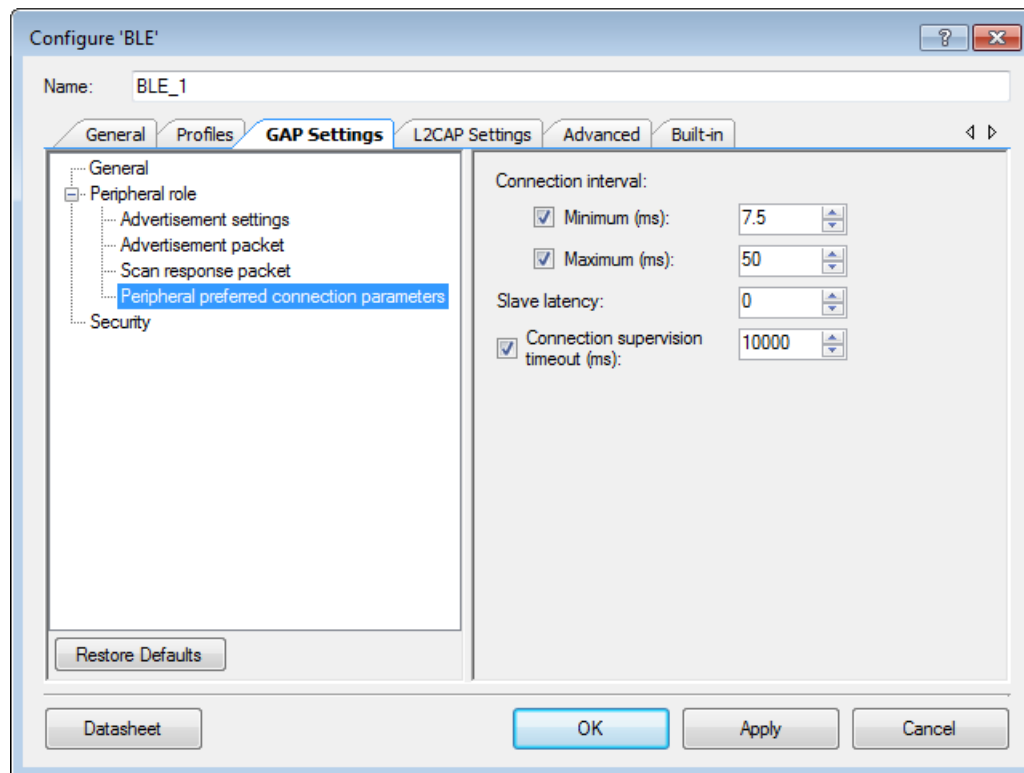 Configure 'BLE'
Name: BLE_1
General Profiles GAP Settings L2CAP Settings Advanced Built-in
General
Peripheral role
Advertisement settings
Advertisement packet
Scan response packet
Peripheral preferred connection parameters
Security
Connection interval:
Minimum (ms): 7.5
Maximum (ms): 50
Slave latency: 0
Connection supervision
timeout (ms): 10000
Restore Defaults
Datasheet OK Apply Cancel